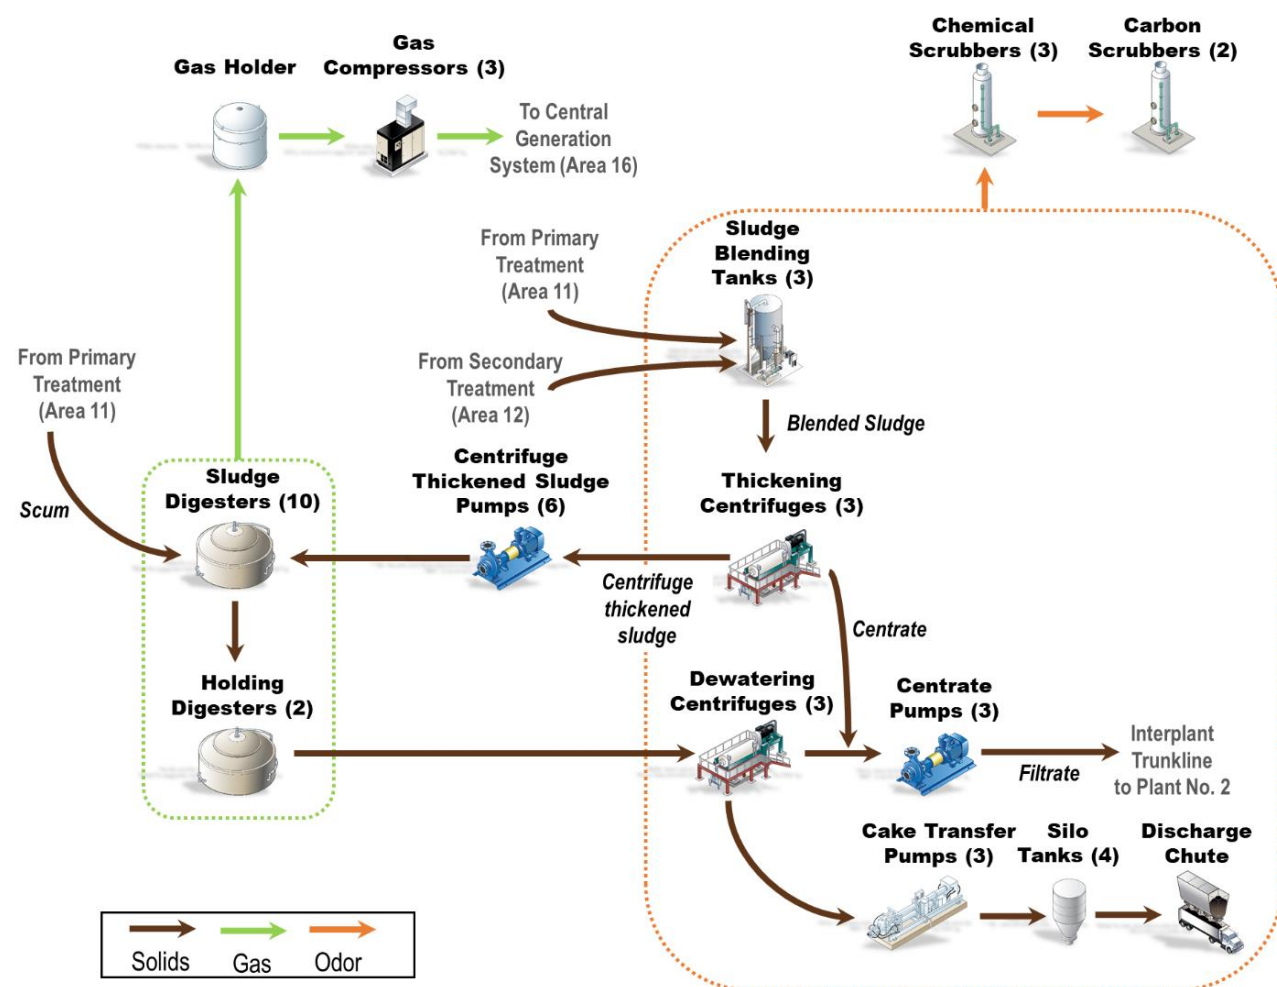 Chemical
Scrubbers (3)
Carbon
Scrubbers (2)
Gas Holder
Gas
Compressors (3)
To Central
Generation
System (Area 16)
From Primary
Treatment
(Area 11)
Sludge
Blending
Tanks (3)
From Primary
Treatment
(Area 11)
From Secondary
Treatment
(Area 12)
Blended Sludge
Scum
Sludge
Digesters (10)
Centrifuge
Thickened Sludge
Pumps (6)
Thickening
Centrifuges (3)
Centrifuge
thickened
sludge
Centrate
Holding
Digesters (2)
Dewatering
Centrifuges (3)
Centrate
Pumps (3)
Filtrate
Interplant
Trunkline
to Plant No. 2
Cake Transfer
Pumps (3)
Silo
Tanks (4)
Discharge
Chute
Solids
Gas
Odor